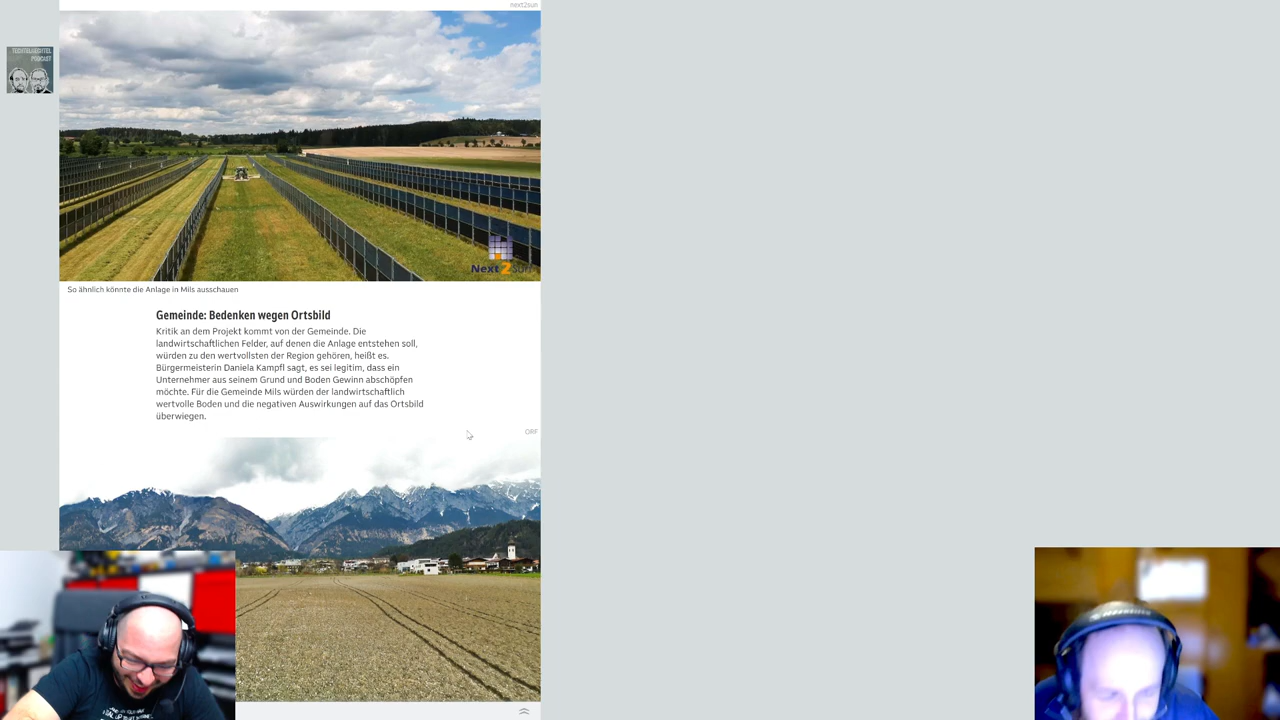 next2sun
TECHTELMECHTEL
PODCAST
Next2Sun
So ähnlich könnte die Anlage in Mils ausschauen
Gemeinde: Bedenken wegen Ortsbild
Kritik an dem Projekt kommt von der Gemeinde. Die
landwirtschaftlichen Felder, auf denen die Anlage entstehen soll,
würden zu den wertvollsten der Region gehören, heißt es.
Bürgermeisterin Daniela Kampfl sagt, es sei legitim, dass ein
Unternehmer aus seinem Grund und Boden Gewinn abschöpfen
möchte. Für die Gemeinde Mils würden der landwirtschaftlich
wertvolle Boden und die negativen Auswirkungen auf das Ortsbild
überwiegen.
ORF